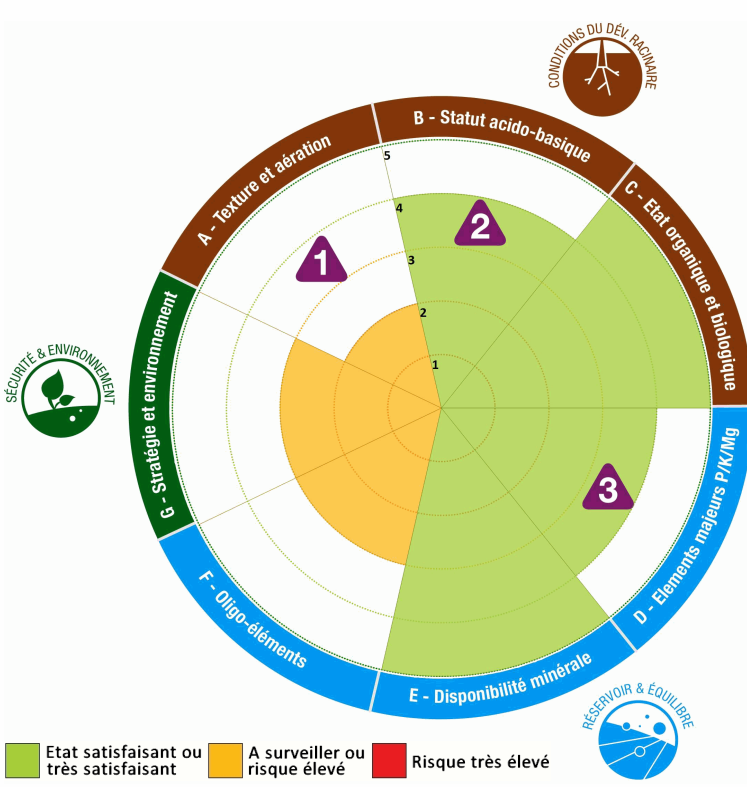 CONDITIONS DU DÉV. RACINAIRE
B - Statut acido-basique
A - Texture et aération
C - Etat organique et biologique
5
4
3
2
1
1
2
3
SÉCURITÉ & ENVIRONNEMENT
G - Stratégie et environnement
D - Elements majeurs P/K/Mg
F - Oligo-éléments
E - Disponibilité minérale
RÉSERVOIR & ÉQUILIBRE
Etat satisfaisant ou
très satisfaisant
A surveiller ou
risque élevé
Risque très élevé